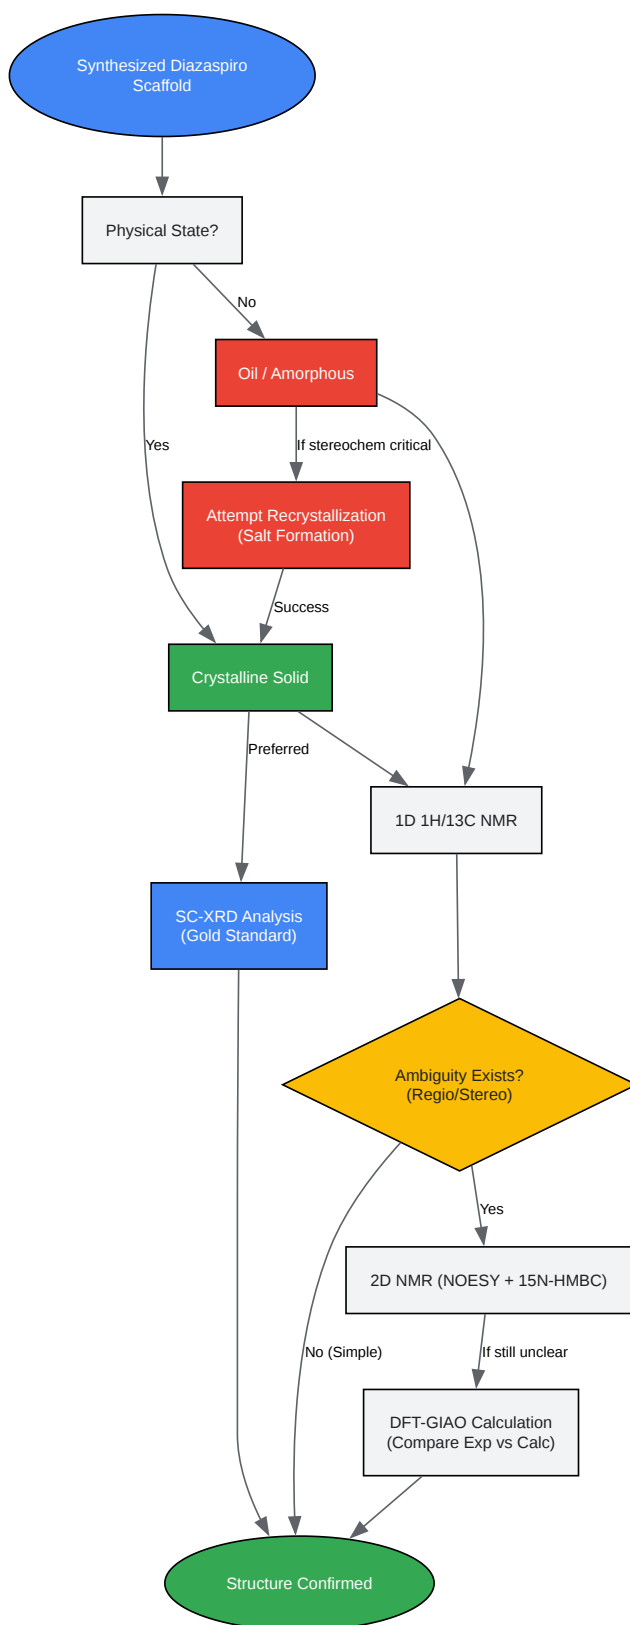 Synthesized Diazaspiro
Scaffold
Physical State?
No
Oil / Amorphous
Yes
If stereochem critical
Attempt Recrystallization
(Salt Formation)
Success
Crystalline Solid
Preferred
1D 1H/13C NMR
SC-XRD Analysis
(Gold Standard)
Ambiguity Exists?
(Regio/Stereo)
Yes
2D NMR (NOESY + 15N-HMBC)
No (Simple)
If still unclear
DFT-GIAO Calculation
(Compare Exp vs Calc)
Structure Confirmed